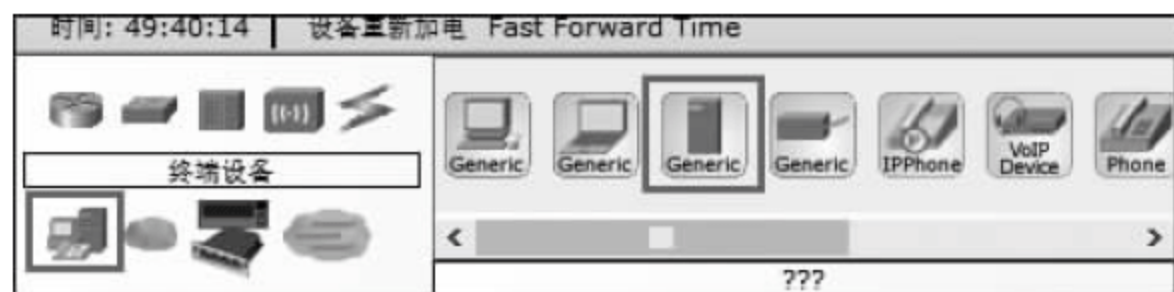 时间: 49:40:14 设备重新加电 Fast Forward Time
终端设备
Generic Generic Generic Generic IPPhone VoIP Device Phone
???